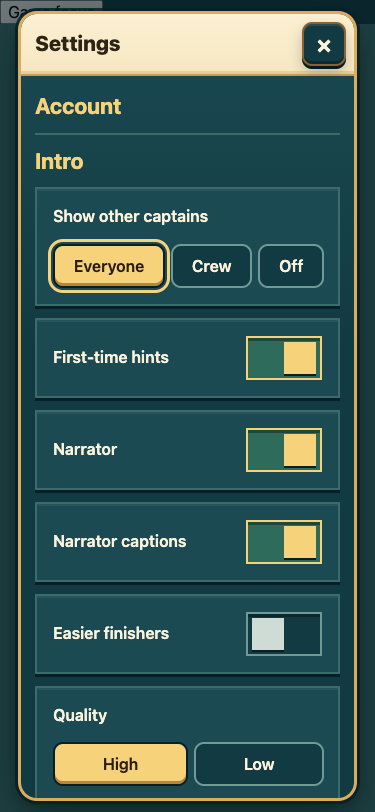 Settings
×
Account
Intro
Show other captains
Everyone
Crew
Off
First-time hints
Narrator
Narrator captions
Easier finishers
Quality
High
Low